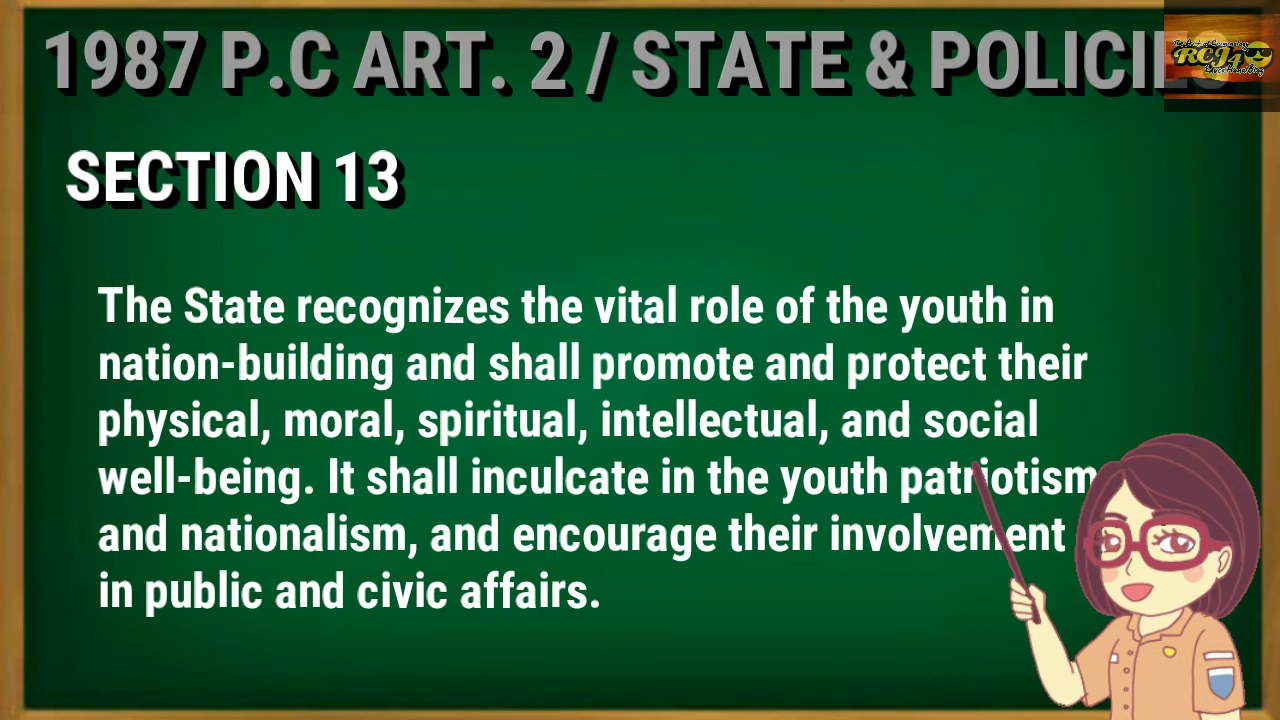 1987 P.C ART. 2 / STATE & POLICIES
SECTION 13
The State recognizes the vital role of the youth in
nation-building and shall promote and protect their
physical, moral, spiritual, intellectual, and social
well-being. It shall inculcate in the youth patriotism
and nationalism, and encourage their involvement
in public and civic affairs.
RCJ4